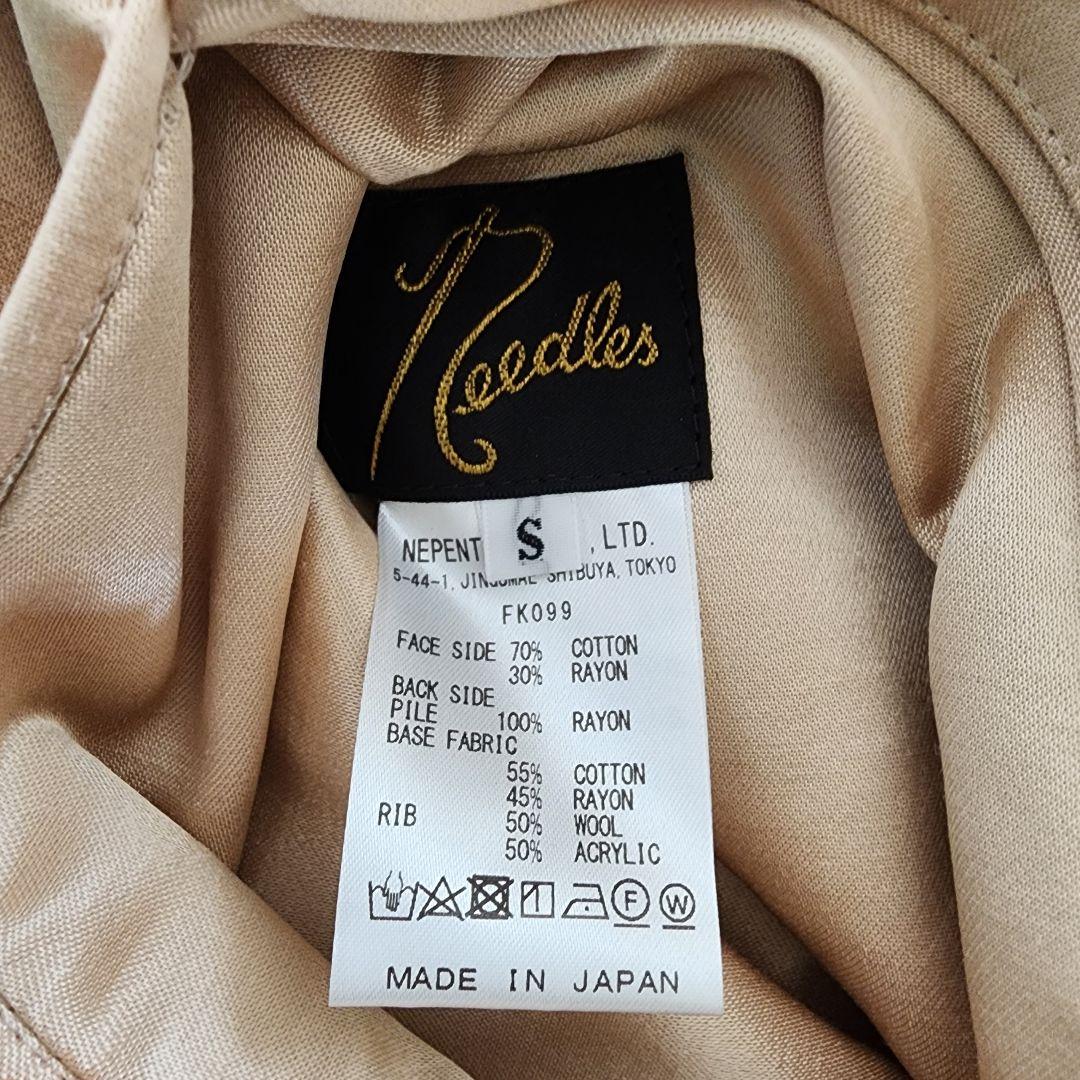 Needles
S
NEPENT , LTD.
5-44-1, SHIBUYA, TOKYO
FK099
FACE SIDE 70% COTTON
30% RAYON
BACK SIDE
PILE 100% RAYON
BASE FABRIC
55% COTTON
45% RAYON
RIB 50% WOOL
50% ACRYLIC
F W
MADE IN JAPAN